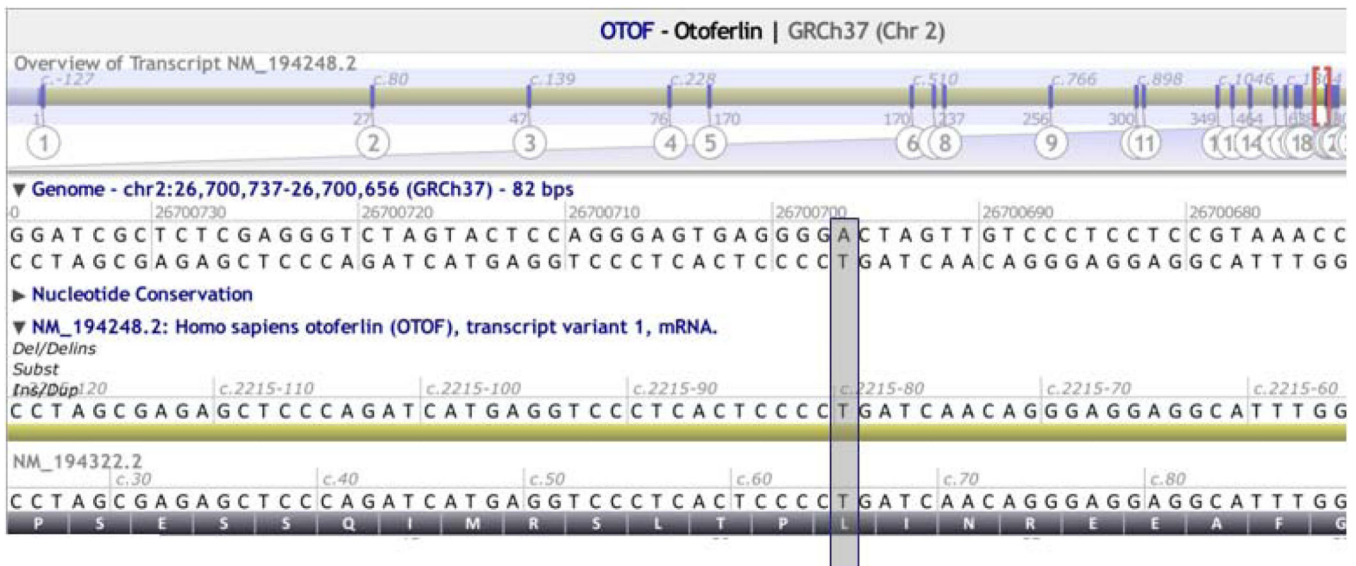 OTOF - Otoferlin | GRCh37 (Chr 2)
Overview of Transcript NM_194248.2
c.-127 c.80 c.139 c.228 c.510 c.766 c.898 c.1046
1 27 47 76 170 170 237 256 300 349
1 2 3 4 5 6 8 9 11 14 18
▼ Genome - chr2:26,700,737-26,700,656 (GRCh37) - 82 bps
26700730 26700720 26700710 26700700 26700690 26700680
G G A T C G C T C T C G A G G G T C T A G T A C T C C A G G G A G T G A G G G G A C T A G T T G T C C C T C C T C C G T A A A C C
C C T A G C G A G A G C T C C C A G A T C A T G A G G T C C C T C A C T C C C C T G A T C A A C A G G G A G G A G G C A T T T G G
▶ Nucleotide Conservation
▼ NM_194248.2: Homo sapiens otoferlin (OTOF), transcript variant 1, mRNA.
Del/Delins
Subst
Ins/Dup c.2215-110 c.2215-100 c.2215-90 c.2215-80 c.2215-70 c.2215-60
C C T A G C G A G A G C T C C C A G A T C A T G A G G T C C C T C A C T C C C C T G A T C A A C A G G G A G G A G G C A T T T G G
NM_194322.2
c.30 c.40 c.50 c.60 c.70 c.80
C C T A G C G A G A G C T C C C A G A T C A T G A G G T C C C T C A C T C C C C T G A T C A A C A G G G A G G A G G C A T T T G G
P S E S S Q I M R S L T P L I N R E E A F G